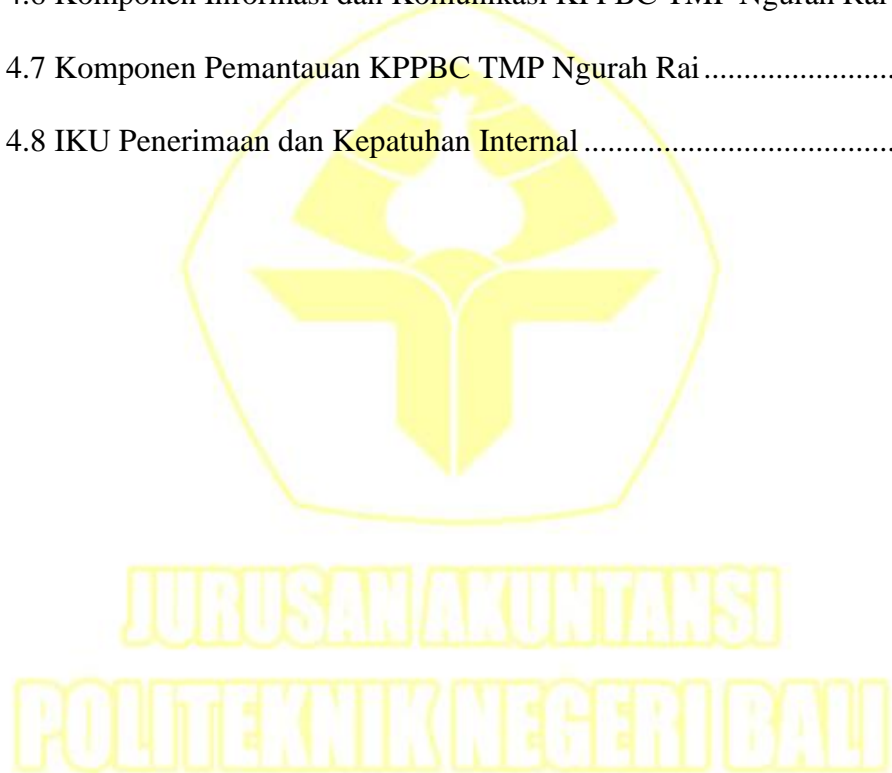 4.6 Komponen Informasi dan Komunikasi KPPBC TMP Ngurah Rai
4.7 Komponen Pemantauan KPPBC TMP Ngurah Rai ........................
4.8 IKU Penerimaan dan Kepatuhan Internal .......................................
JURUSAN AKUNTANSI
POLITEKNIK NEGERI BALI